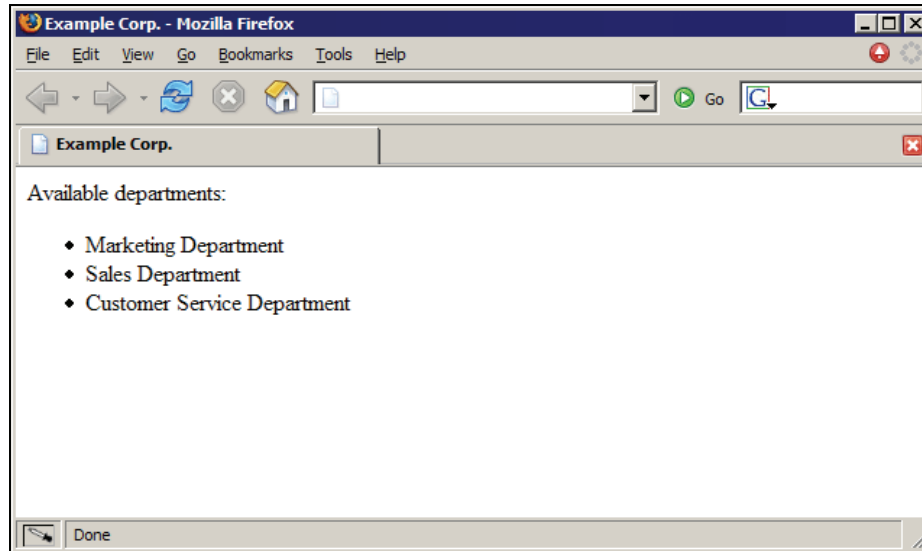 Example Corp. - Mozilla Firefox
File Edit View Go Bookmarks Tools Help
Go G
Example Corp.
Available departments:
• Marketing Department
• Sales Department
• Customer Service Department
Done